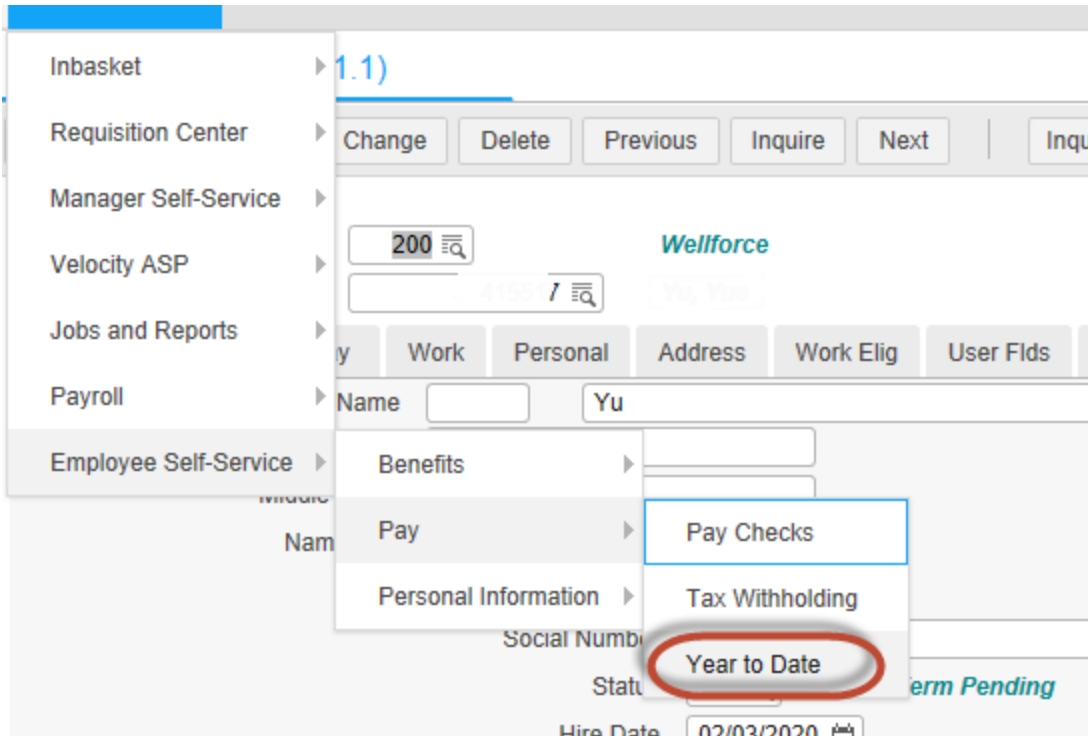 Inbasket
1.1)
Requisition Center
Change Delete Previous Inquire Next Inqu
Manager Self-Service
200 Wellforce
Velocity ASP
Jobs and Reports
y Work Personal Address Work Elig User Flds
Payroll
Name Yu
Employee Self-Service
Benefits
Middle
Pay
Pay Checks
Nam
Personal Information
Tax Withholding
Social Numb
Year to Date
Statu
erm Pending
Hire Date 02/03/2020